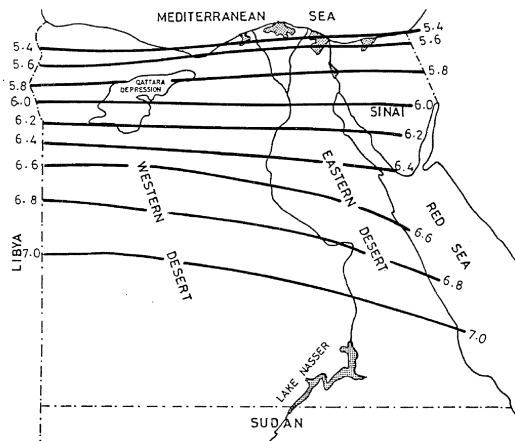 MEDITERRANEAN SEA
5.4
5.6
5.8
6.0
6.2
6.4
6.6
6.8
7.0
5.4
5.6
5.8
6.0
6.2
6.4
6.6
6.8
7.0
QATTARA
DEPRESSION
SINAI
WESTERN
DESERT
EASTERN
DESERT
RED SEA
LIBYA
LAKE NASSER
SUDAN